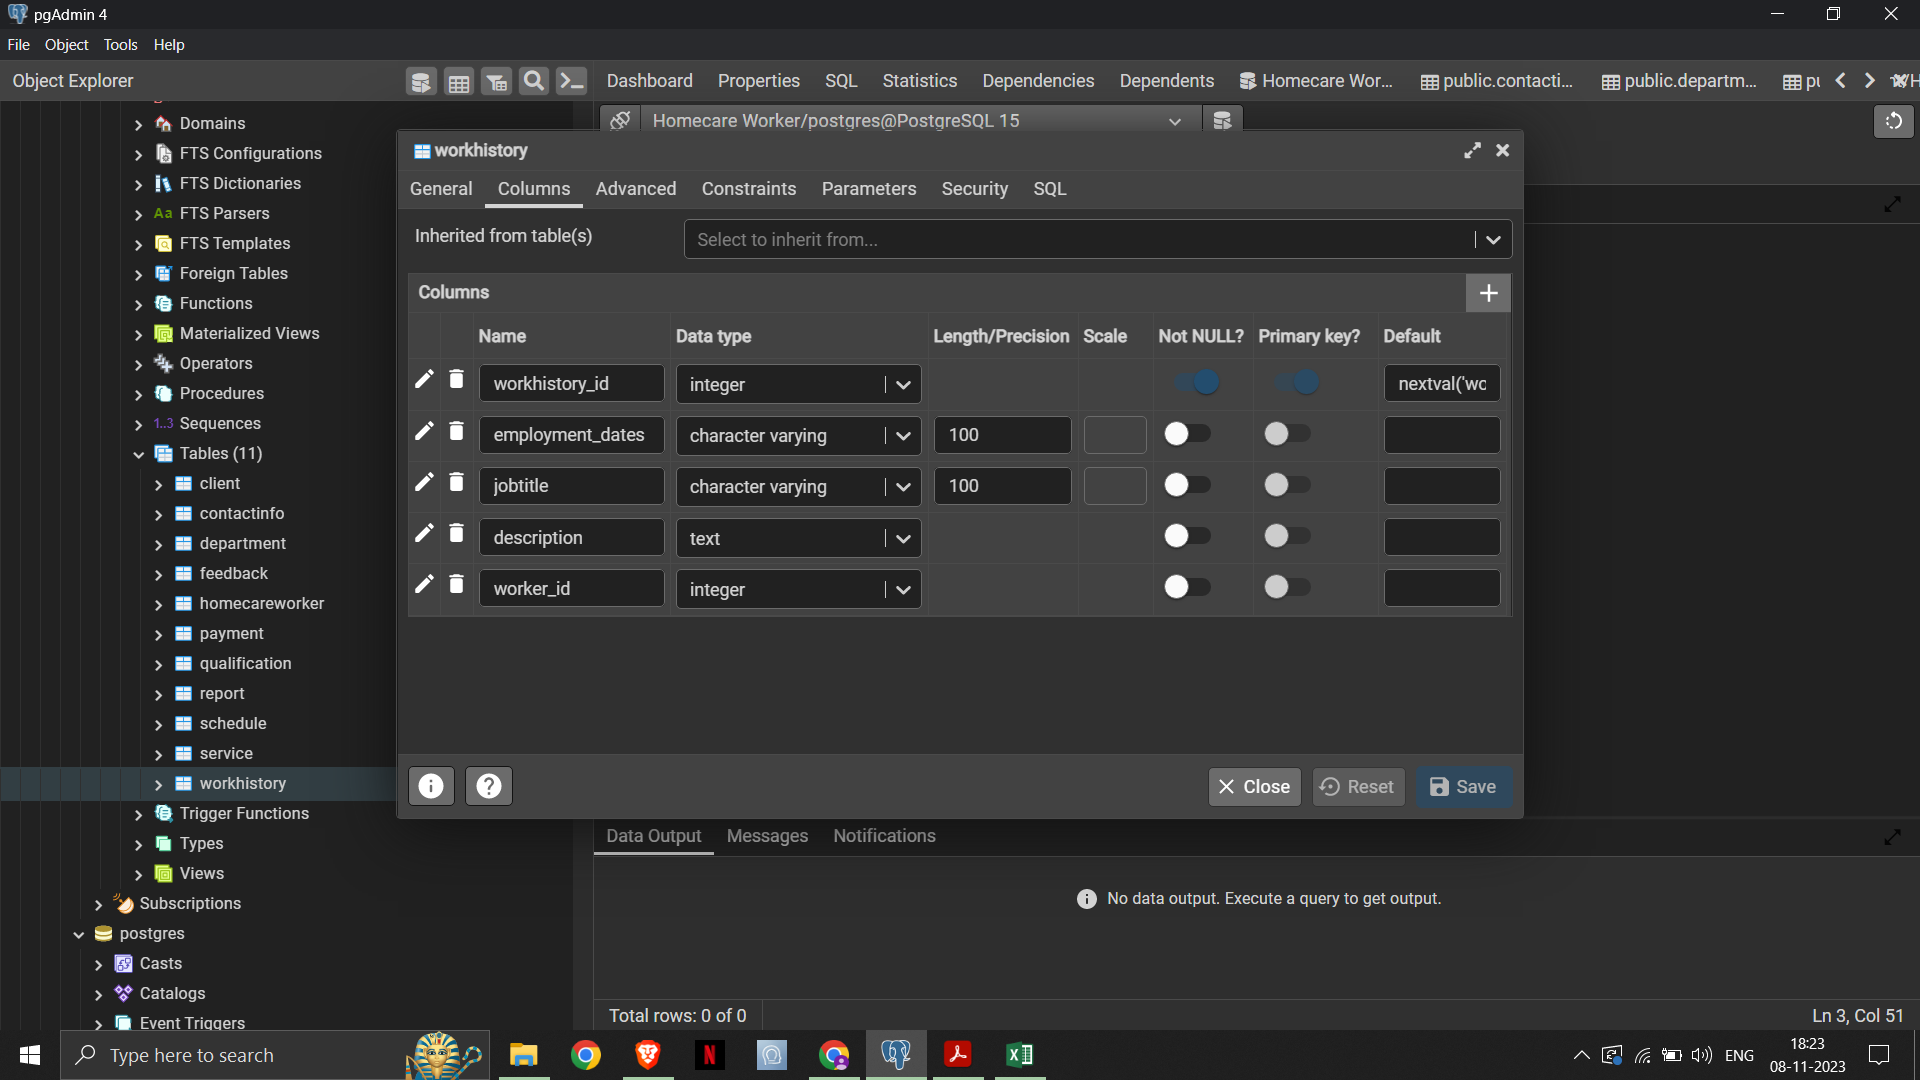 pgAdmin 4
File Object Tools Help
Object Explorer
Dashboard Properties SQL Statistics Dependencies Dependents Homecare Wor... public.contacti... public.departm...
Homecare Worker/postgres@PostgreSQL 15
Domains
FTS Configurations
FTS Dictionaries
Aa FTS Parsers
FTS Templates
Foreign Tables
Functions
Materialized Views
Operators
Procedures
1..3 Sequences
Tables (11)
client
contactinfo
department
feedback
homecareworker
payment
qualification
report
schedule
service
workhistory
Trigger Functions
Types
Views
Subscriptions
postgres
Casts
Catalogs
Event Triggers
workhistory
General Columns Advanced Constraints Parameters Security SQL
Inherited from table(s) Select to inherit from...
Columns
Name Data type Length/Precision Scale Not NULL? Primary key? Default
workhistory_id integer nextval('wc
employment_dates character varying 100
jobtitle character varying 100
description text
worker_id integer
Close Reset Save
Data Output Messages Notifications
No data output. Execute a query to get output.
Total rows: 0 of 0 Ln 3, Col 51
Type here to search
ENG 18:23
08-11-2023